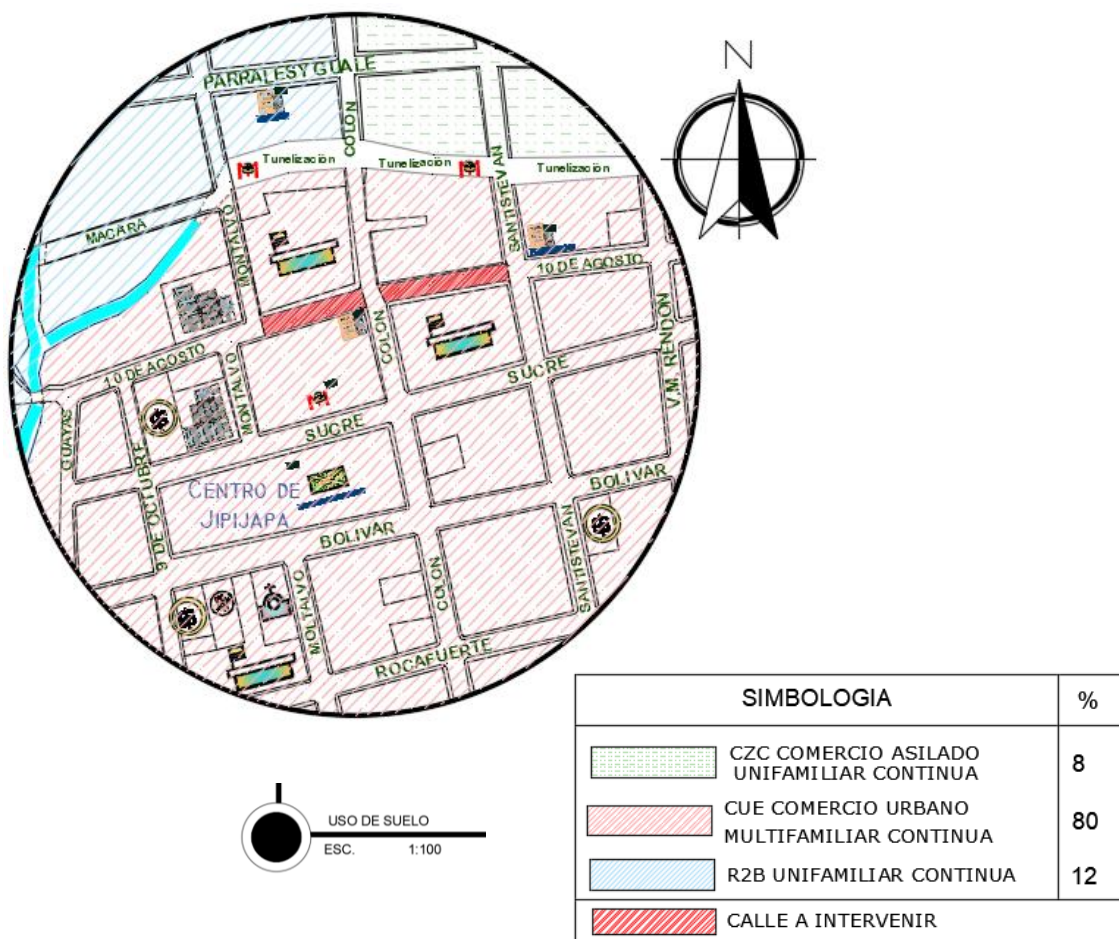 N
PARRALES Y GUALE
COLON
Tunelización
Tunelización
Tunelización
SANTISTEVAN
MACARA
MONTALVO
10 DE AGOSTO
COLON
V.M. RENDON
10 DE AGOSTO
MONTALVO
SUCRE
GUAYAS
SUCRE
9 DE OCTUBRE
CENTRO DE
JIPIJAPA
BOLIVAR
BOLIVAR
SANTISTEVAN
COLON
MOLTALVO
ROCAFUERTE
SIMBOLOGIA %
CZC COMERCIO ASILADO
UNIFAMILIAR CONTINUA 8
CUE COMERCIO URBANO
MULTIFAMILIAR CONTINUA 80
R2B UNIFAMILIAR CONTINUA 12
CALLE A INTERVENIR
USO DE SUELO
ESC. 1:100